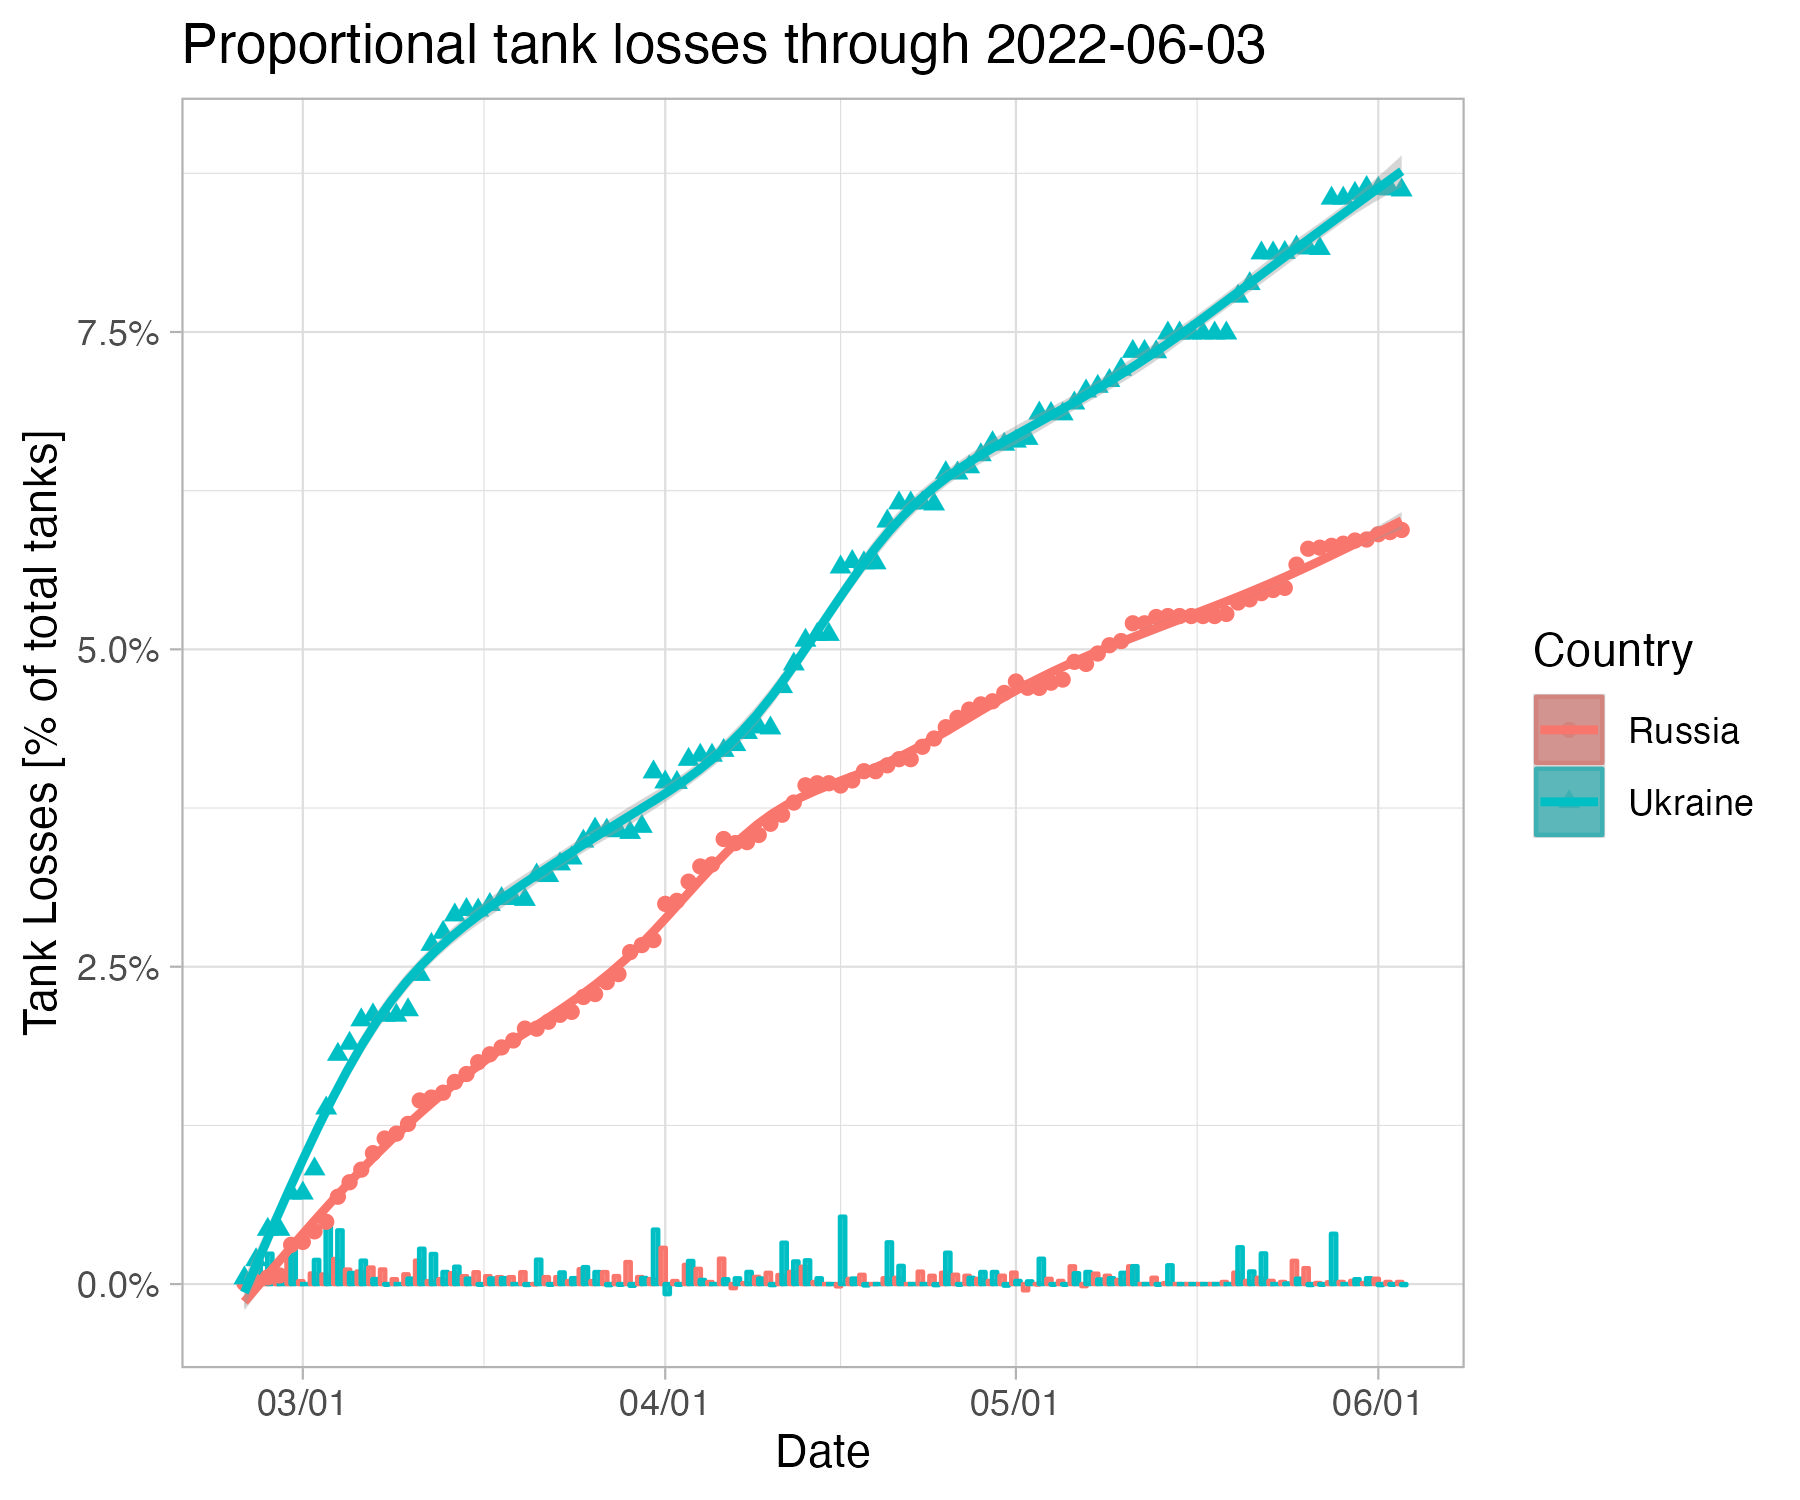 Proportional tank losses through 2022-06-03
Tank Losses [% of total tanks]
7.5%
5.0%
2.5%
0.0%
03/01
04/01
05/01
06/01
Date
Country
Russia
Ukraine